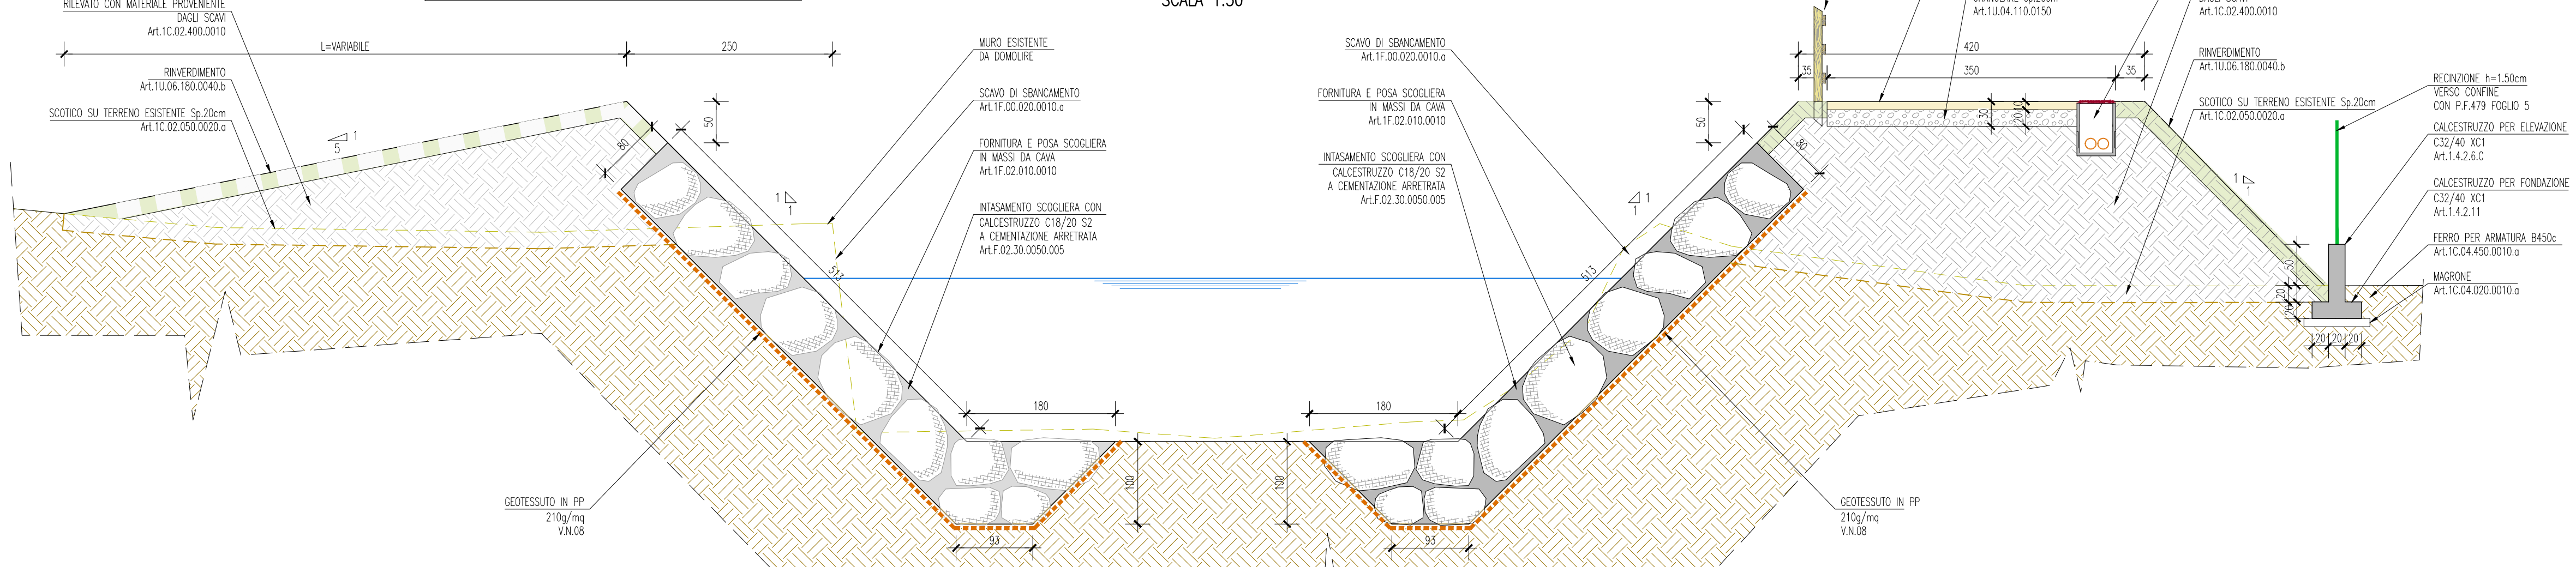 SCALA 1:50
RILEVATO CON MATERIALE PROVENIENTE
DAGLI SCAVI
Art.1C.02.400.0010
L=VARIABILE
250
RINVERDIMENTO
Art.1U.06.180.0040.b
SCOTICO SU TERRENO ESISTENTE Sp.20cm
Art.1C.02.050.0020.a
1
5
80
50
MURO ESISTENTE
DA DOMOLIRE
SCAVO DI SBANCAMENTO
Art.1F.00.020.0010.a
FORNITURA E POSA SCOGLIERA
IN MASSI DA CAVA
Art.1F.02.010.0010
INTASAMENTO SCOGLIERA CON
CALCESTRUZZO C18/20 S2
A CEMENTAZIONE ARRETRATA
Art.F.02.30.0050.005
1
1
513
180
100
93
GEOTESSUTO IN PP
210g/mq
V.N.08
SCAVO DI SBANCAMENTO
Art.1F.00.020.0010.a
FORNITURA E POSA SCOGLIERA
IN MASSI DA CAVA
Art.1F.02.010.0010
INTASAMENTO SCOGLIERA CON
CALCESTRUZZO C18/20 S2
A CEMENTAZIONE ARRETRATA
Art.F.02.30.0050.005
1
1
513
180
100
93
GEOTESSUTO IN PP
210g/mq
V.N.08
50
80
Art.1U.04.110.0150
Art.1C.02.400.0010
420
35
350
35
30
20
10
RINVERDIMENTO
Art.1U.06.180.0040.b
SCOTICO SU TERRENO ESISTENTE Sp.20cm
Art.1C.02.050.0020.a
1
1
RECINZIONE h=1.50cm
VERSO CONFINE
CON P.F.479 FOGLIO 5
CALCESTRUZZO PER ELEVAZIONE
C32/40 XC1
Art.1.4.2.6.C
CALCESTRUZZO PER FONDAZIONE
C32/40 XC1
Art.1.4.2.11
FERRO PER ARMATURA B450c
Art.1C.04.450.0010.a
MAGRONE
Art.1C.04.020.0010.a
50
20
20
20
20
20